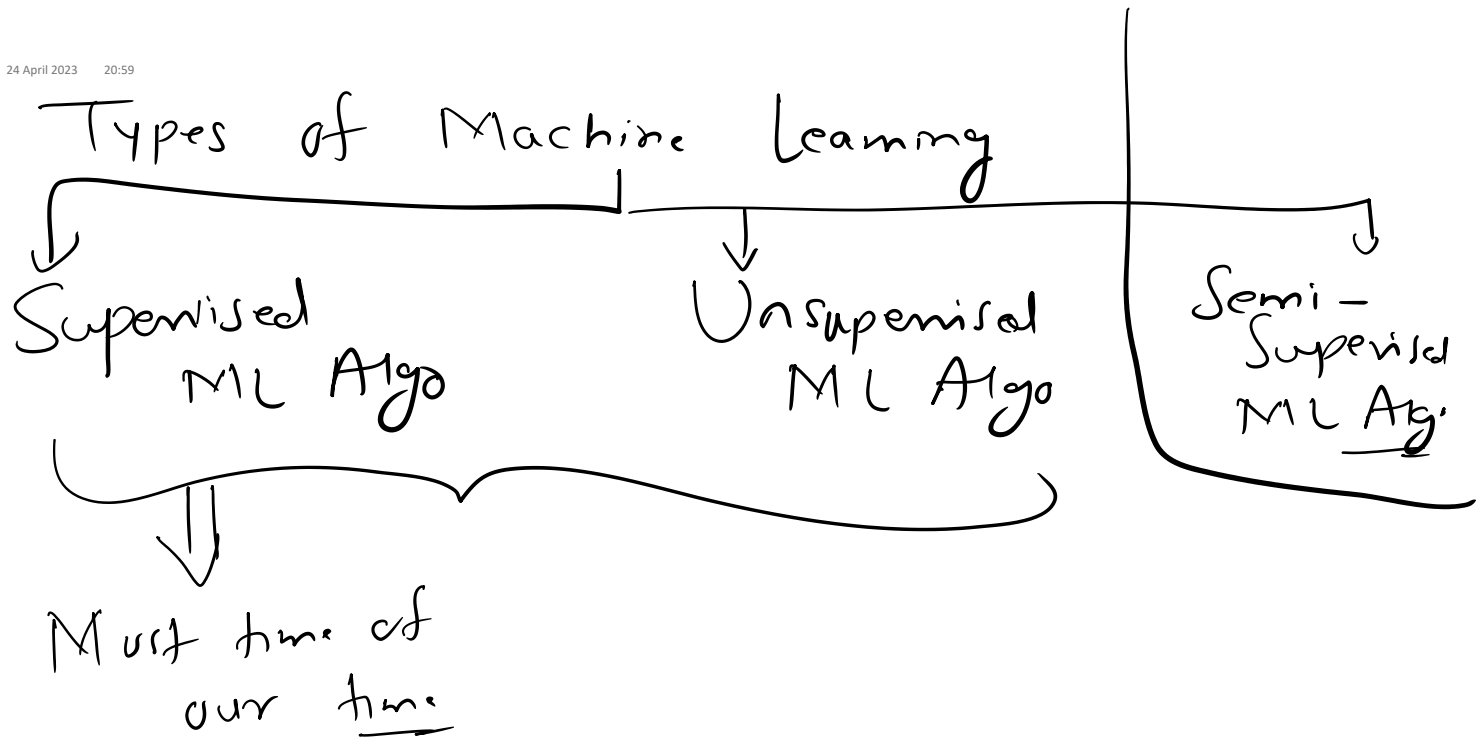 24 April 2023 20:59
Types of Machine Learning
Supervised
ML Algo
Unsupervised
ML Algo
Semi-
Supervised
ML Alg.
Must time of
our time